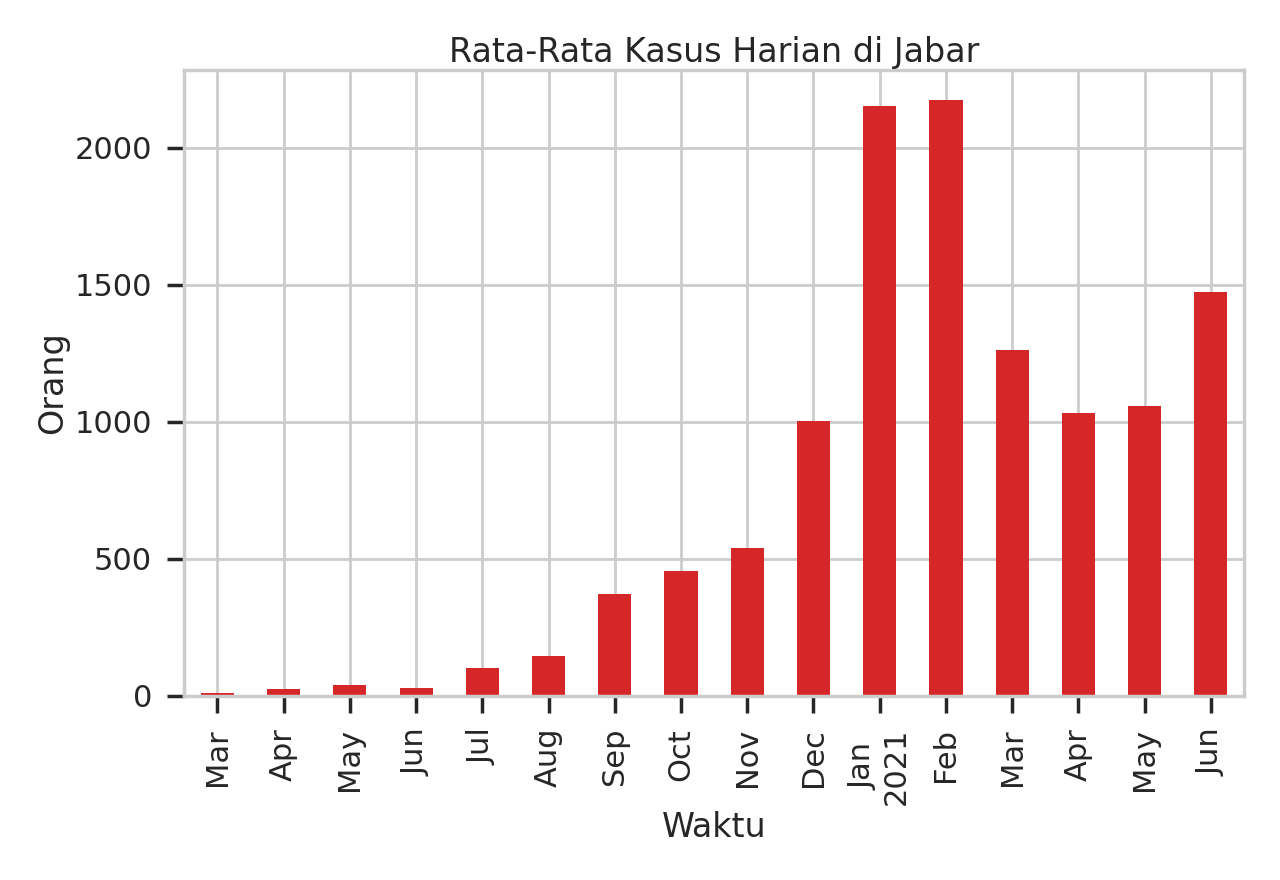 Rata-Rata Kasus Harian di Jabar
2000
1500
1000
500
0
Orang
Mar
Apr
May
Jun
Jul
Aug
Sep
Oct
Nov
Dec
Jan
2021
Feb
Mar
Apr
May
Jun
Waktu